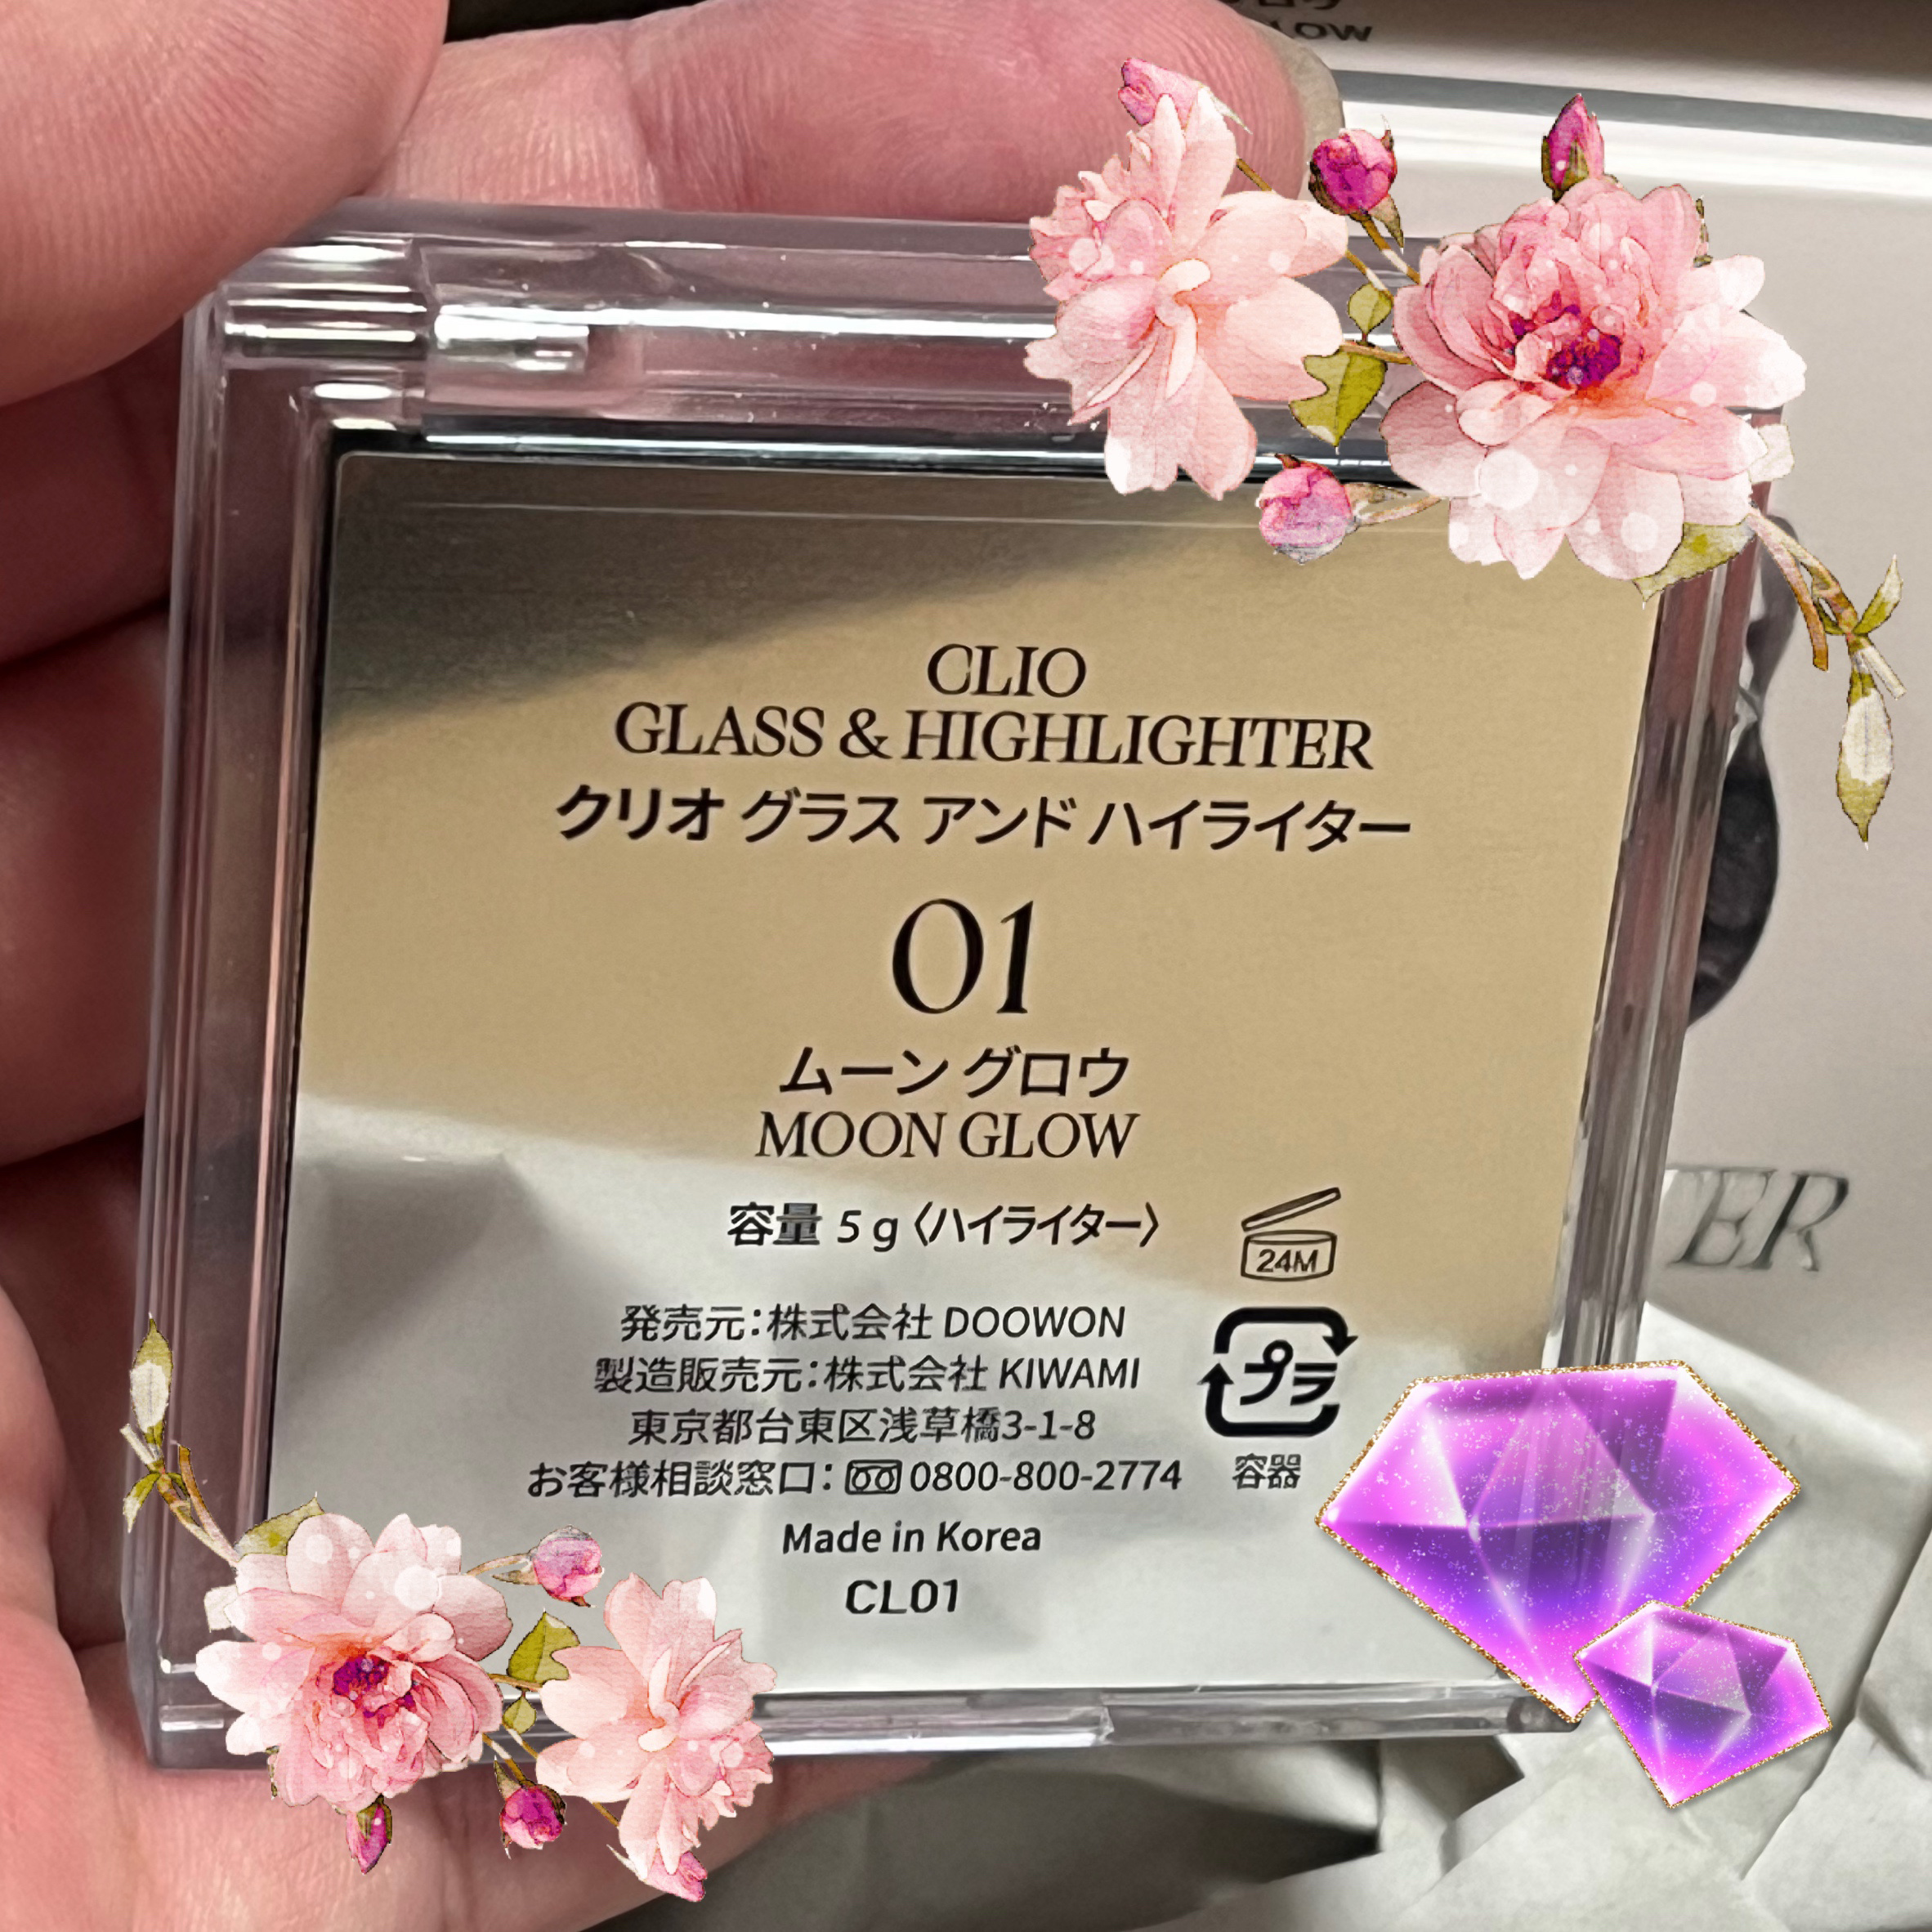 LOW
CLIO
GLASS & HIGHLIGHTER
クリオ グラス アンド ハイライター
01
ムーン グロウ
MOON GLOW
容量 5g〈ハイライター〉
24M
発売元：株式会社 DOOWON
製造販売元：株式会社 KIWAMI
東京都台東区浅草橋3-1-8
お客様相談窓口：0800-800-2774
プラ
容器
Made in Korea
CL01
TER